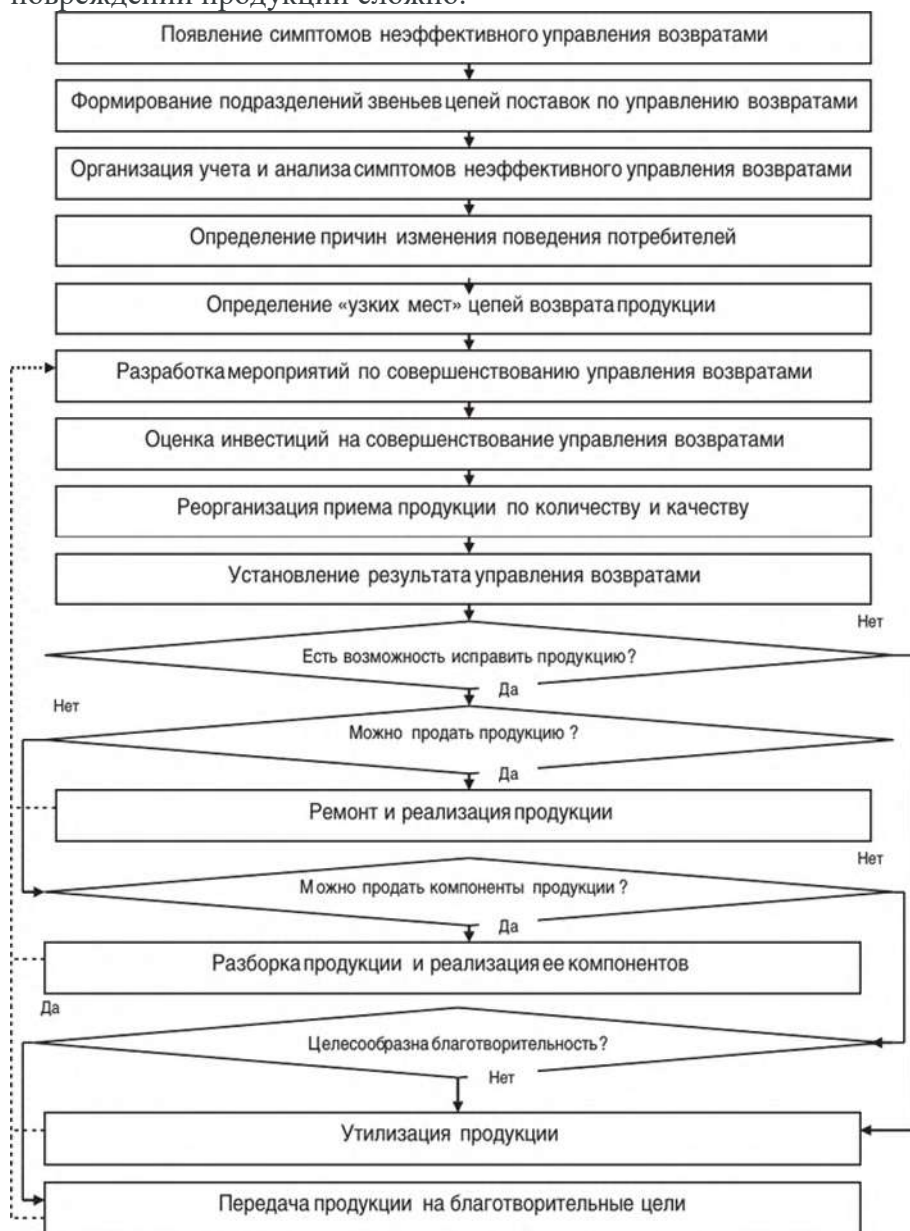 повреждении продукции сложно.
Появление симптомов неэффективного управления возвратами
Формирование подразделений звеньев цепей поставок по управлению возвратами
Организация учета и анализа симптомов неэффективного управления возвратами
Определение причин изменения поведения потребителей
Определение «узких мест» цепей возврата продукции
Разработка мероприятий по совершенствованию управления возвратами
Оценка инвестиций на совершенствование управления возвратами
Реорганизация приема продукции по количеству и качеству
Установление результата управления возвратами
Нет
Есть возможность исправить продукцию?
Да
Нет
Можно продать продукцию ?
Да
Ремонт и реализация продукции
Нет
Можно продать компоненты продукции ?
Да
Разборка продукции и реализация ее компонентов
Да
Целесообразна благотворительность?
Нет
Утилизация продукции
Передача продукции на благотворительные цели